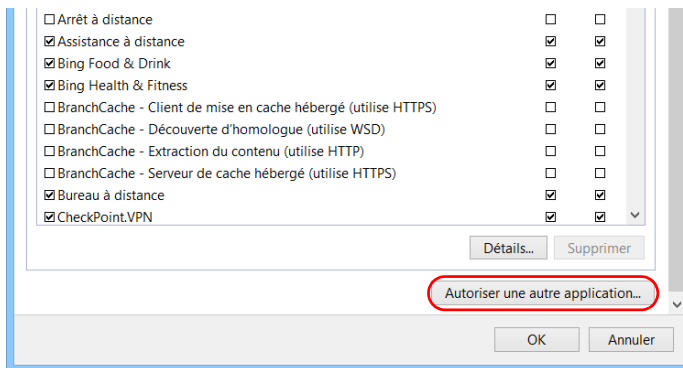 Arrêt à distance
Assistance à distance
Bing Food & Drink
Bing Health & Fitness
BranchCache - Client de mise en cache hébergé (utilise HTTPS)
BranchCache - Découverte d'homologue (utilise WSD)
BranchCache - Extraction du contenu (utilise HTTP)
BranchCache - Serveur de cache hébergé (utilise HTTPS)
Bureau à distance
CheckPoint.VPN
Détails... Supprimer
Autoriser une autre application...
OK Annuler